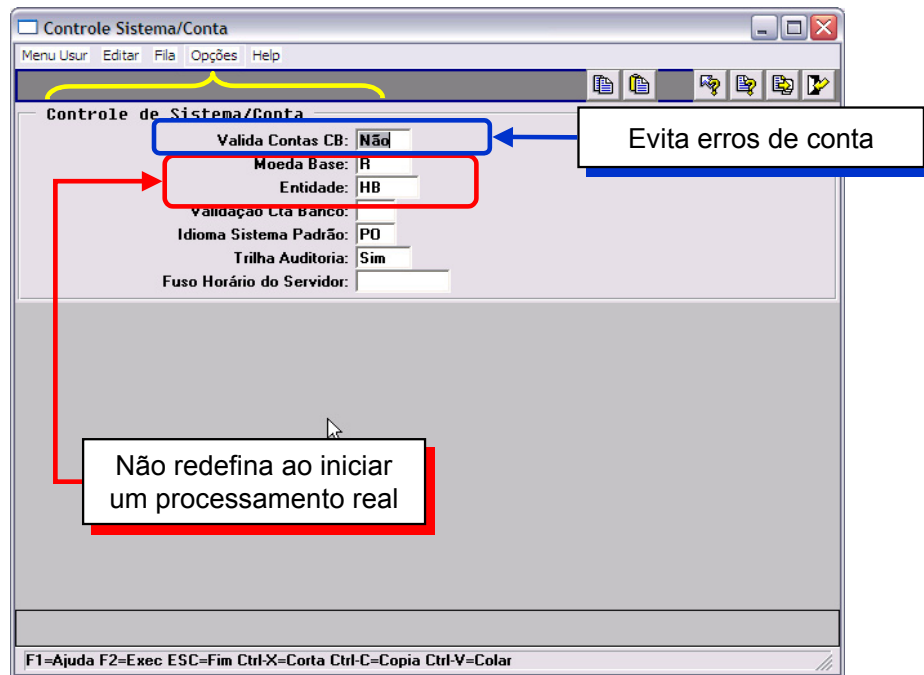 Controle Sistema/Conta
Menu Usur Editar Fila Opções Help
Controle de Sistema/Conta
Valida Contas CB: Não
Evita erros de conta
Moeda Base: R
Entidade: HB
Validação Cta Banco:
Idioma Sistema Padrão: PO
Trilha Auditoria: Sim
Fuso Horário do Servidor:
Não redefina ao iniciar
um processamento real
F1=Ajuda F2=Exec ESC=Fim Ctrl-X=Corta Ctrl-C=Copia Ctrl-V=Colar